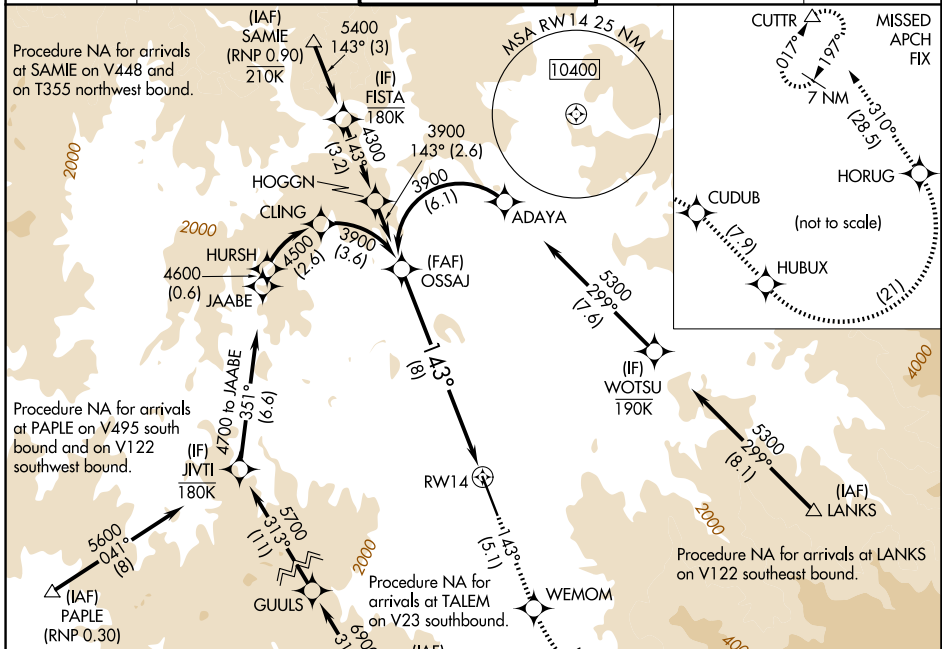 Procedure NA for arrivals
at SAMIE on V448 and
on T355 northwest bound.
(IAF)
SAMIE
(RNP 0.90)
210K
5400
143° (3)
(IF)
FISTA
180K
4300
143°
(3.2)
3900
143° (2.6)
HOGGN
3900
(6.1)
ADAYA
MSA RW14 25 NM
10400
CUTTR
MISSED
APCH
FIX
017°
197°
7 NM
310°
(28.5)
HORUG
CUDUB
(not to scale)
(7.9)
HUBUX
(21)
2000
2000
CLING
HURSH
4500
(2.6)
3900
(3.6)
4600
(0.6)
JAABE
(FAF)
OSSAJ
5300
299°
(7.6)
(IF)
WOTSU
190K
4000
143°
(8)
4700 to JAABE
351°
(6.6)
Procedure NA for arrivals
at PAPLE on V495 south
bound and on V122
southwest bound.
(IF)
JIVTI
180K
RW14
5300
299°
(8.1)
(IAF)
LANKS
5600
041°
(8)
5700
313°
(11)
2000
143°
(5.1)
2000
Procedure NA for arrivals at LANKS
on V122 southeast bound.
(IAF)
PAPLE
(RNP 0.30)
GUULS
Procedure NA for
arrivals at TALEM
on V23 southbound.
WEMOM
6900